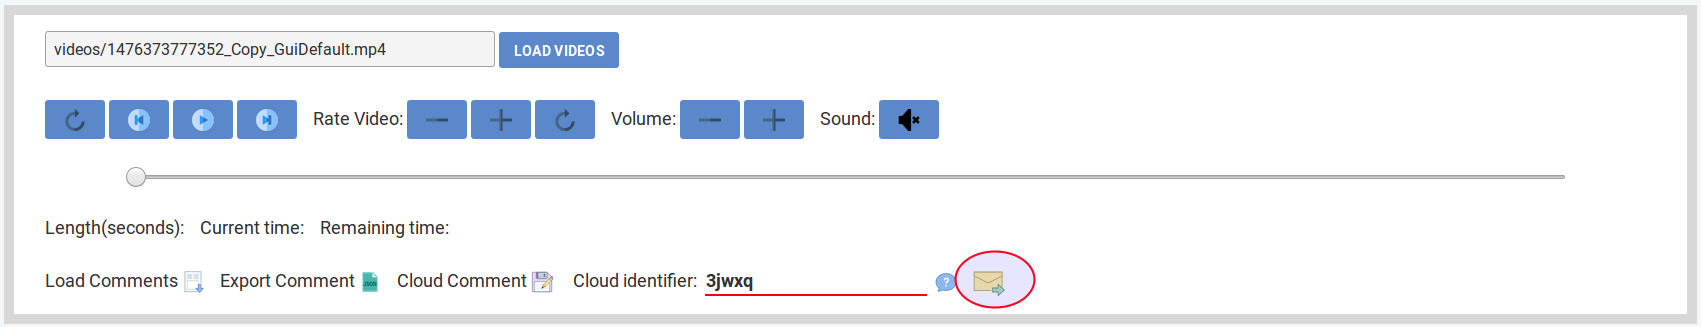 videos/1476373777352_Copy_GuiDefault.mp4 LOAD VIDEOS
Rate Video: Volume: Sound:
Length(seconds): Current time: Remaining time:
Load Comments Export Comment JSON Cloud Comment Cloud identifier: 3jwxq ?